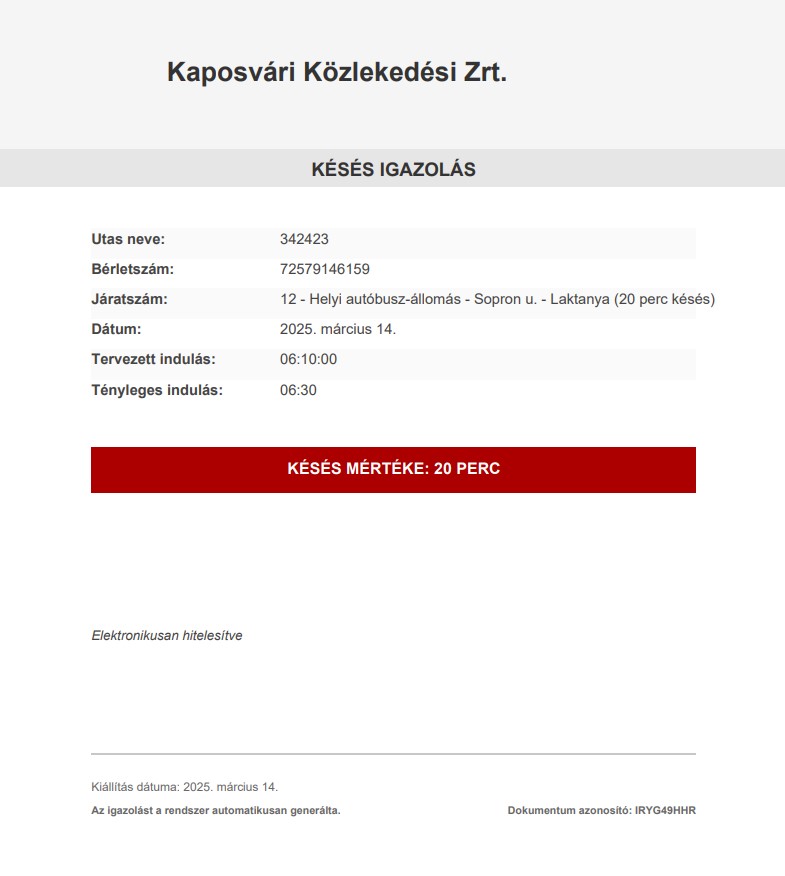 Kaposvári Közlekedési Zrt.
KÉSÉS IGAZOLÁS
Utas neve: 342423
Bérletszám: 72579146159
Járatszám: 12 - Helyi autóbusz-állomás - Sopron u. - Laktanya (20 perc késés)
Dátum: 2025. március 14.
Tervezett indulás: 06:10:00
Tényleges indulás: 06:30
KÉSÉS MÉRTÉKE: 20 PERC
Elektronikusan hitelesítve
Kiállítás dátuma: 2025. március 14.
Az igazolást a rendszer automatikusan generálta. Dokumentum azonosító: IRYG49HHR